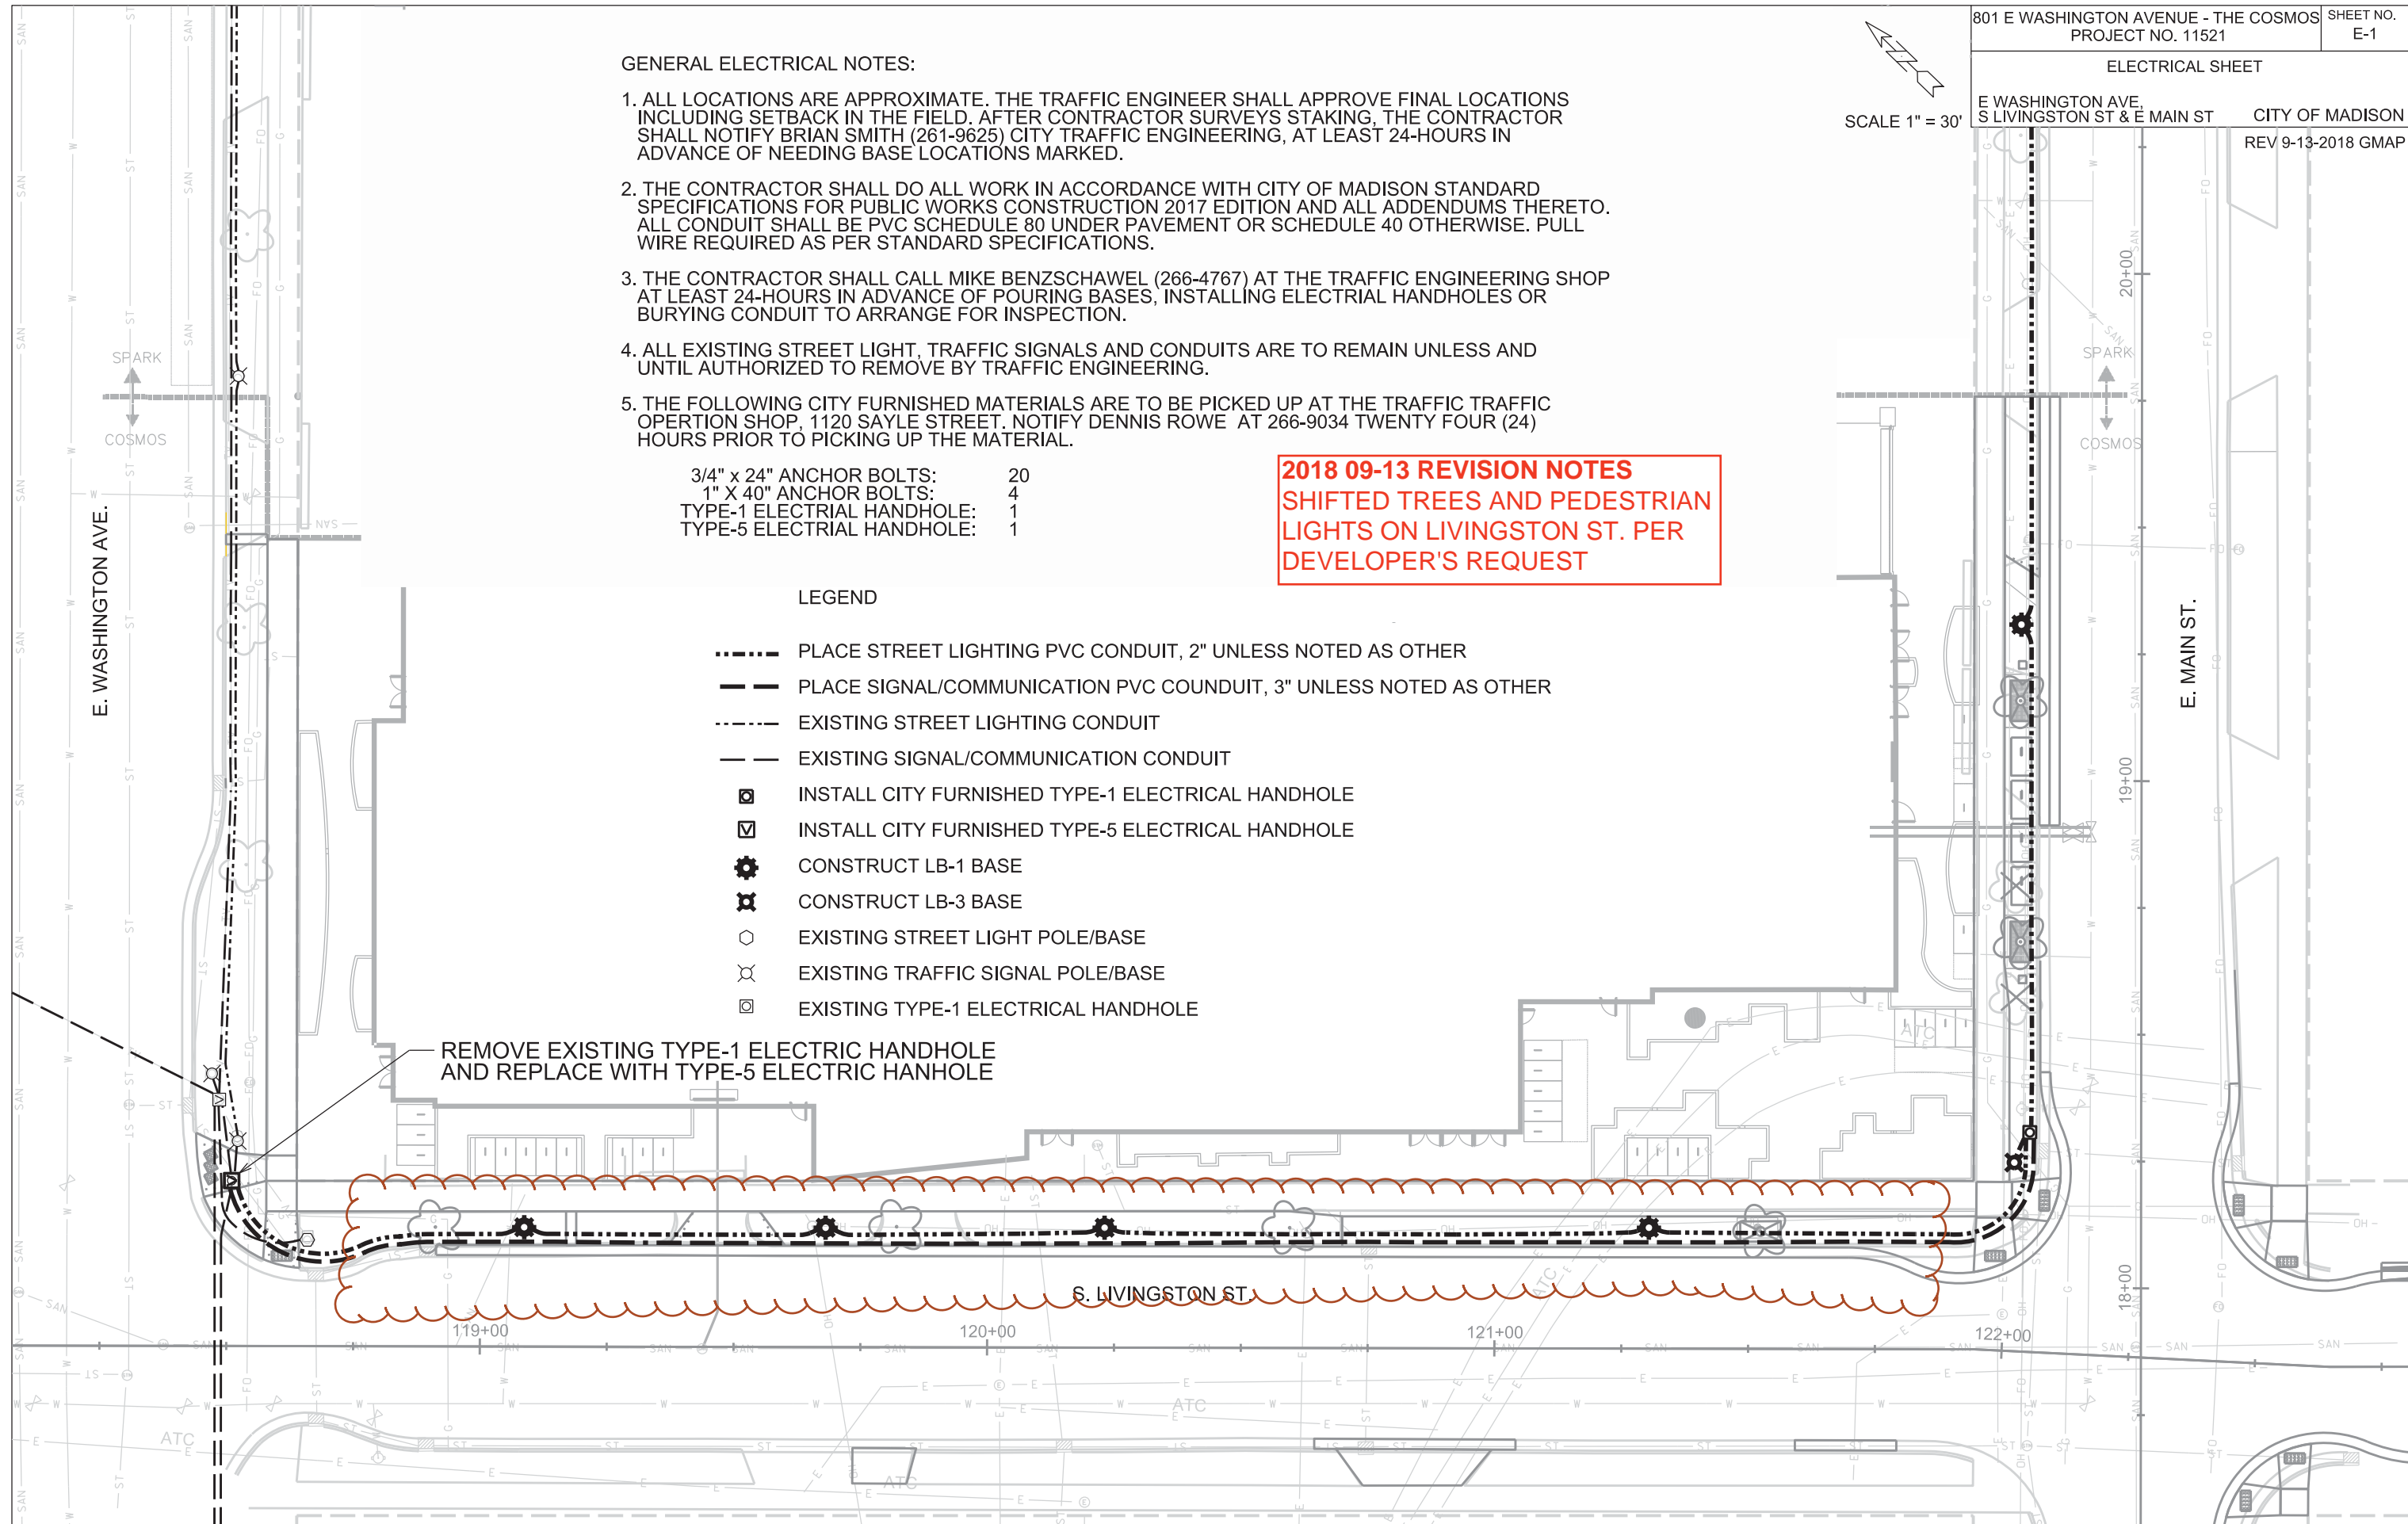 801 E WASHINGTON AVENUE - THE COSMOS
PROJECT NO. 11521
SHEET NO.
E-1
ELECTRICAL SHEET
E WASHINGTON AVE,
S LIVINGSTON ST & E MAIN ST
CITY OF MADISON
REV 9-13-2018 GMAP
SCALE 1" = 30'
GENERAL ELECTRICAL NOTES:
1. ALL LOCATIONS ARE APPROXIMATE. THE TRAFFIC ENGINEER SHALL APPROVE FINAL LOCATIONS
INCLUDING SETBACK IN THE FIELD. AFTER CONTRACTOR SURVEYS STAKING, THE CONTRACTOR
SHALL NOTIFY BRIAN SMITH (261-9625) CITY TRAFFIC ENGINEERING, AT LEAST 24-HOURS IN
ADVANCE OF NEEDING BASE LOCATIONS MARKED.
2. THE CONTRACTOR SHALL DO ALL WORK IN ACCORDANCE WITH CITY OF MADISON STANDARD
SPECIFICATIONS FOR PUBLIC WORKS CONSTRUCTION 2017 EDITION AND ALL ADDENDUMS THERETO.
ALL CONDUIT SHALL BE PVC SCHEDULE 80 UNDER PAVEMENT OR SCHEDULE 40 OTHERWISE. PULL
WIRE REQUIRED AS PER STANDARD SPECIFICATIONS.
3. THE CONTRACTOR SHALL CALL MIKE BENZSCHAWEL (266-4767) AT THE TRAFFIC ENGINEERING SHOP
AT LEAST 24-HOURS IN ADVANCE OF POURING BASES, INSTALLING ELECTRIAL HANDHOLES OR
BURYING CONDUIT TO ARRANGE FOR INSPECTION.
4. ALL EXISTING STREET LIGHT, TRAFFIC SIGNALS AND CONDUITS ARE TO REMAIN UNLESS AND
UNTIL AUTHORIZED TO REMOVE BY TRAFFIC ENGINEERING.
5. THE FOLLOWING CITY FURNISHED MATERIALS ARE TO BE PICKED UP AT THE TRAFFIC TRAFFIC
OPERTION SHOP, 1120 SAYLE STREET. NOTIFY DENNIS ROWE AT 266-9034 TWENTY FOUR (24)
HOURS PRIOR TO PICKING UP THE MATERIAL.
3/4" x 24" ANCHOR BOLTS: 20
1" X 40" ANCHOR BOLTS: 4
TYPE-1 ELECTRIAL HANDHOLE: 1
TYPE-5 ELECTRIAL HANDHOLE: 1
2018 09-13 REVISION NOTES
SHIFTED TREES AND PEDESTRIAN
LIGHTS ON LIVINGSTON ST. PER
DEVELOPER'S REQUEST
LEGEND
PLACE STREET LIGHTING PVC CONDUIT, 2" UNLESS NOTED AS OTHER
PLACE SIGNAL/COMMUNICATION PVC COUNDUIT, 3" UNLESS NOTED AS OTHER
EXISTING STREET LIGHTING CONDUIT
EXISTING SIGNAL/COMMUNICATION CONDUIT
INSTALL CITY FURNISHED TYPE-1 ELECTRICAL HANDHOLE
INSTALL CITY FURNISHED TYPE-5 ELECTRICAL HANDHOLE
CONSTRUCT LB-1 BASE
CONSTRUCT LB-3 BASE
EXISTING STREET LIGHT POLE/BASE
EXISTING TRAFFIC SIGNAL POLE/BASE
EXISTING TYPE-1 ELECTRICAL HANDHOLE
REMOVE EXISTING TYPE-1 ELECTRIC HANDHOLE
AND REPLACE WITH TYPE-5 ELECTRIC HANHOLE
SPARK
COSMOS
E. WASHINGTON AVE.
SPARK
COSMOS
E. MAIN ST.
20+00
19+00
18+00
S. LIVINGSTON ST.
119+00
120+00
121+00
122+00
ATC
ATC
ATC
ATC
ATC